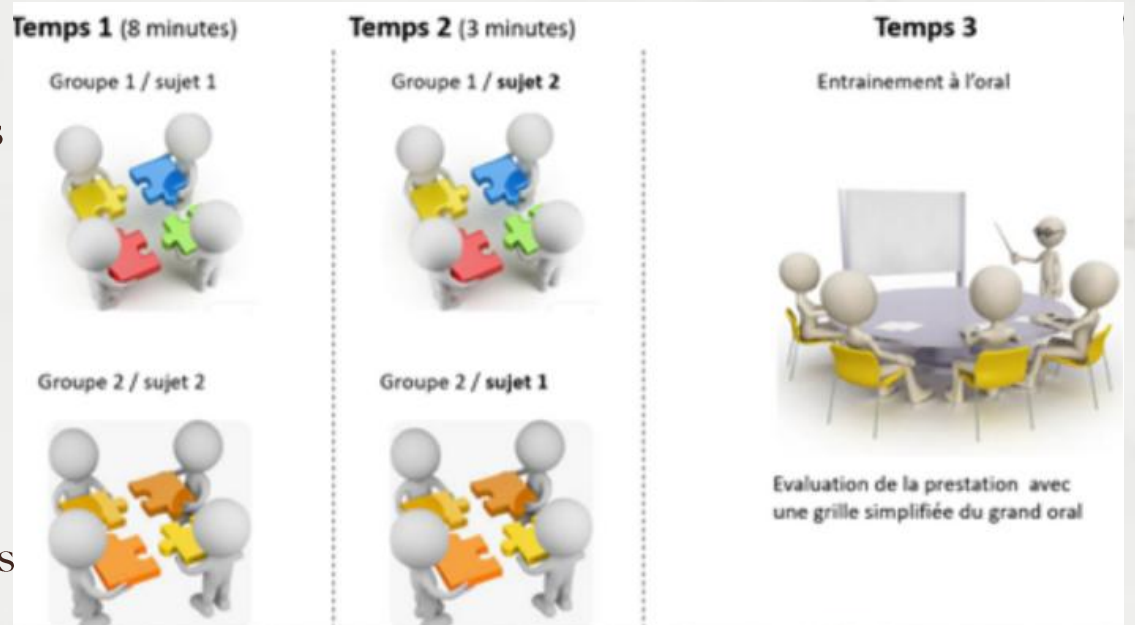 Temps 1 (8 minutes)
Groupe 1 / sujet 1
Groupe 2 / sujet 2
Temps 2 (3 minutes)
Groupe 1 / sujet 2
Groupe 2 / sujet 1
Temps 3
Entrainement à l'oral
Evaluation de la prestation avec
une grille simplifiée du grand oral